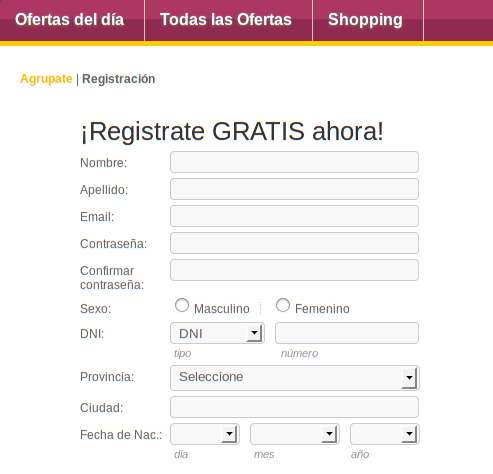 Ofertas del día Todas las Ofertas Shopping
Agrupate | Registración
¡Registrate GRATIS ahora!
Nombre:
Apellido:
Email:
Contraseña:
Confirmar
contraseña:
Sexo: Masculino Femenino
DNI: DNI
tipo número
Provincia: Seleccione
Ciudad:
Fecha de Nac.:
dia mes año